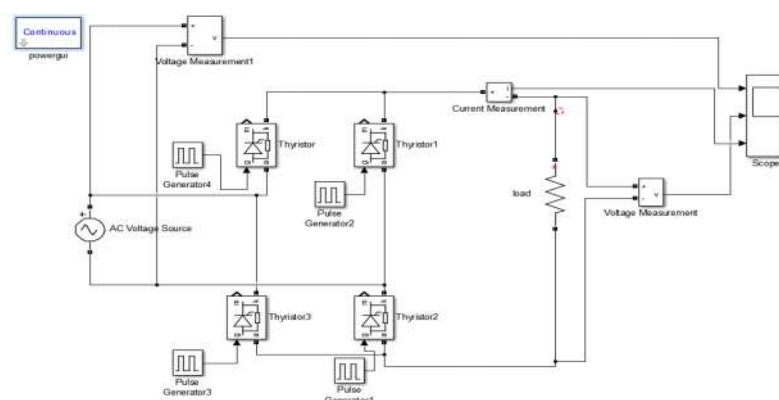 Continuous
powergui
+
-
v
Voltage Measurement1
+
-
i
Current Measurement
Scope
Thyristor
Thyristor1
Pulse
Generator4
Pulse
Generator2
load
+
-
v
Voltage Measurement
+
AC Voltage Source
Thyristor3
Thyristor2
Pulse
Generator3
Pulse
Generator1